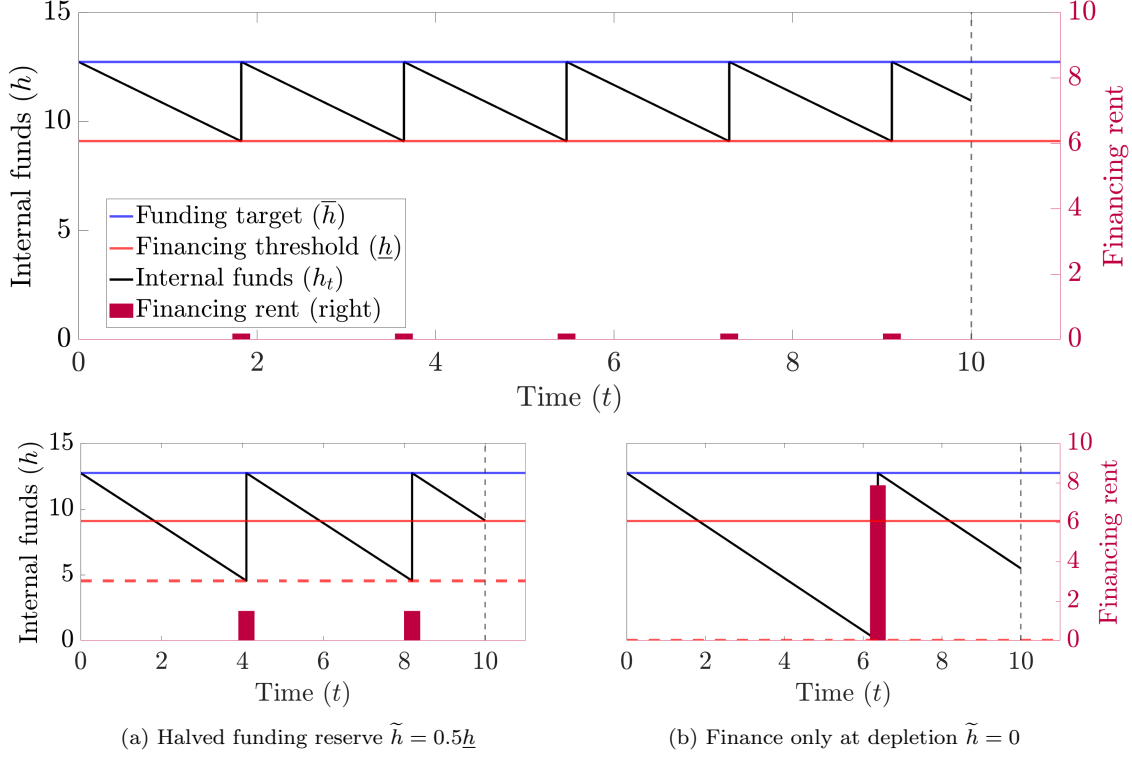 15
10
5
0
Internal funds (h)
10
8
6
4
2
0
Financing rent
Funding target (h̅)
Financing threshold (h̲)
Internal funds (hₜ)
Financing rent (right)
0 2 4 6 8 10
Time (t)
15
10
5
0
Internal funds (h)
0 2 4 6 8 10
Time (t)
10
8
6
4
2
0
Financing rent
0 2 4 6 8 10
Time (t)
(a) Halved funding reserve h̃ = 0.5h̲
(b) Finance only at depletion h̃ = 0